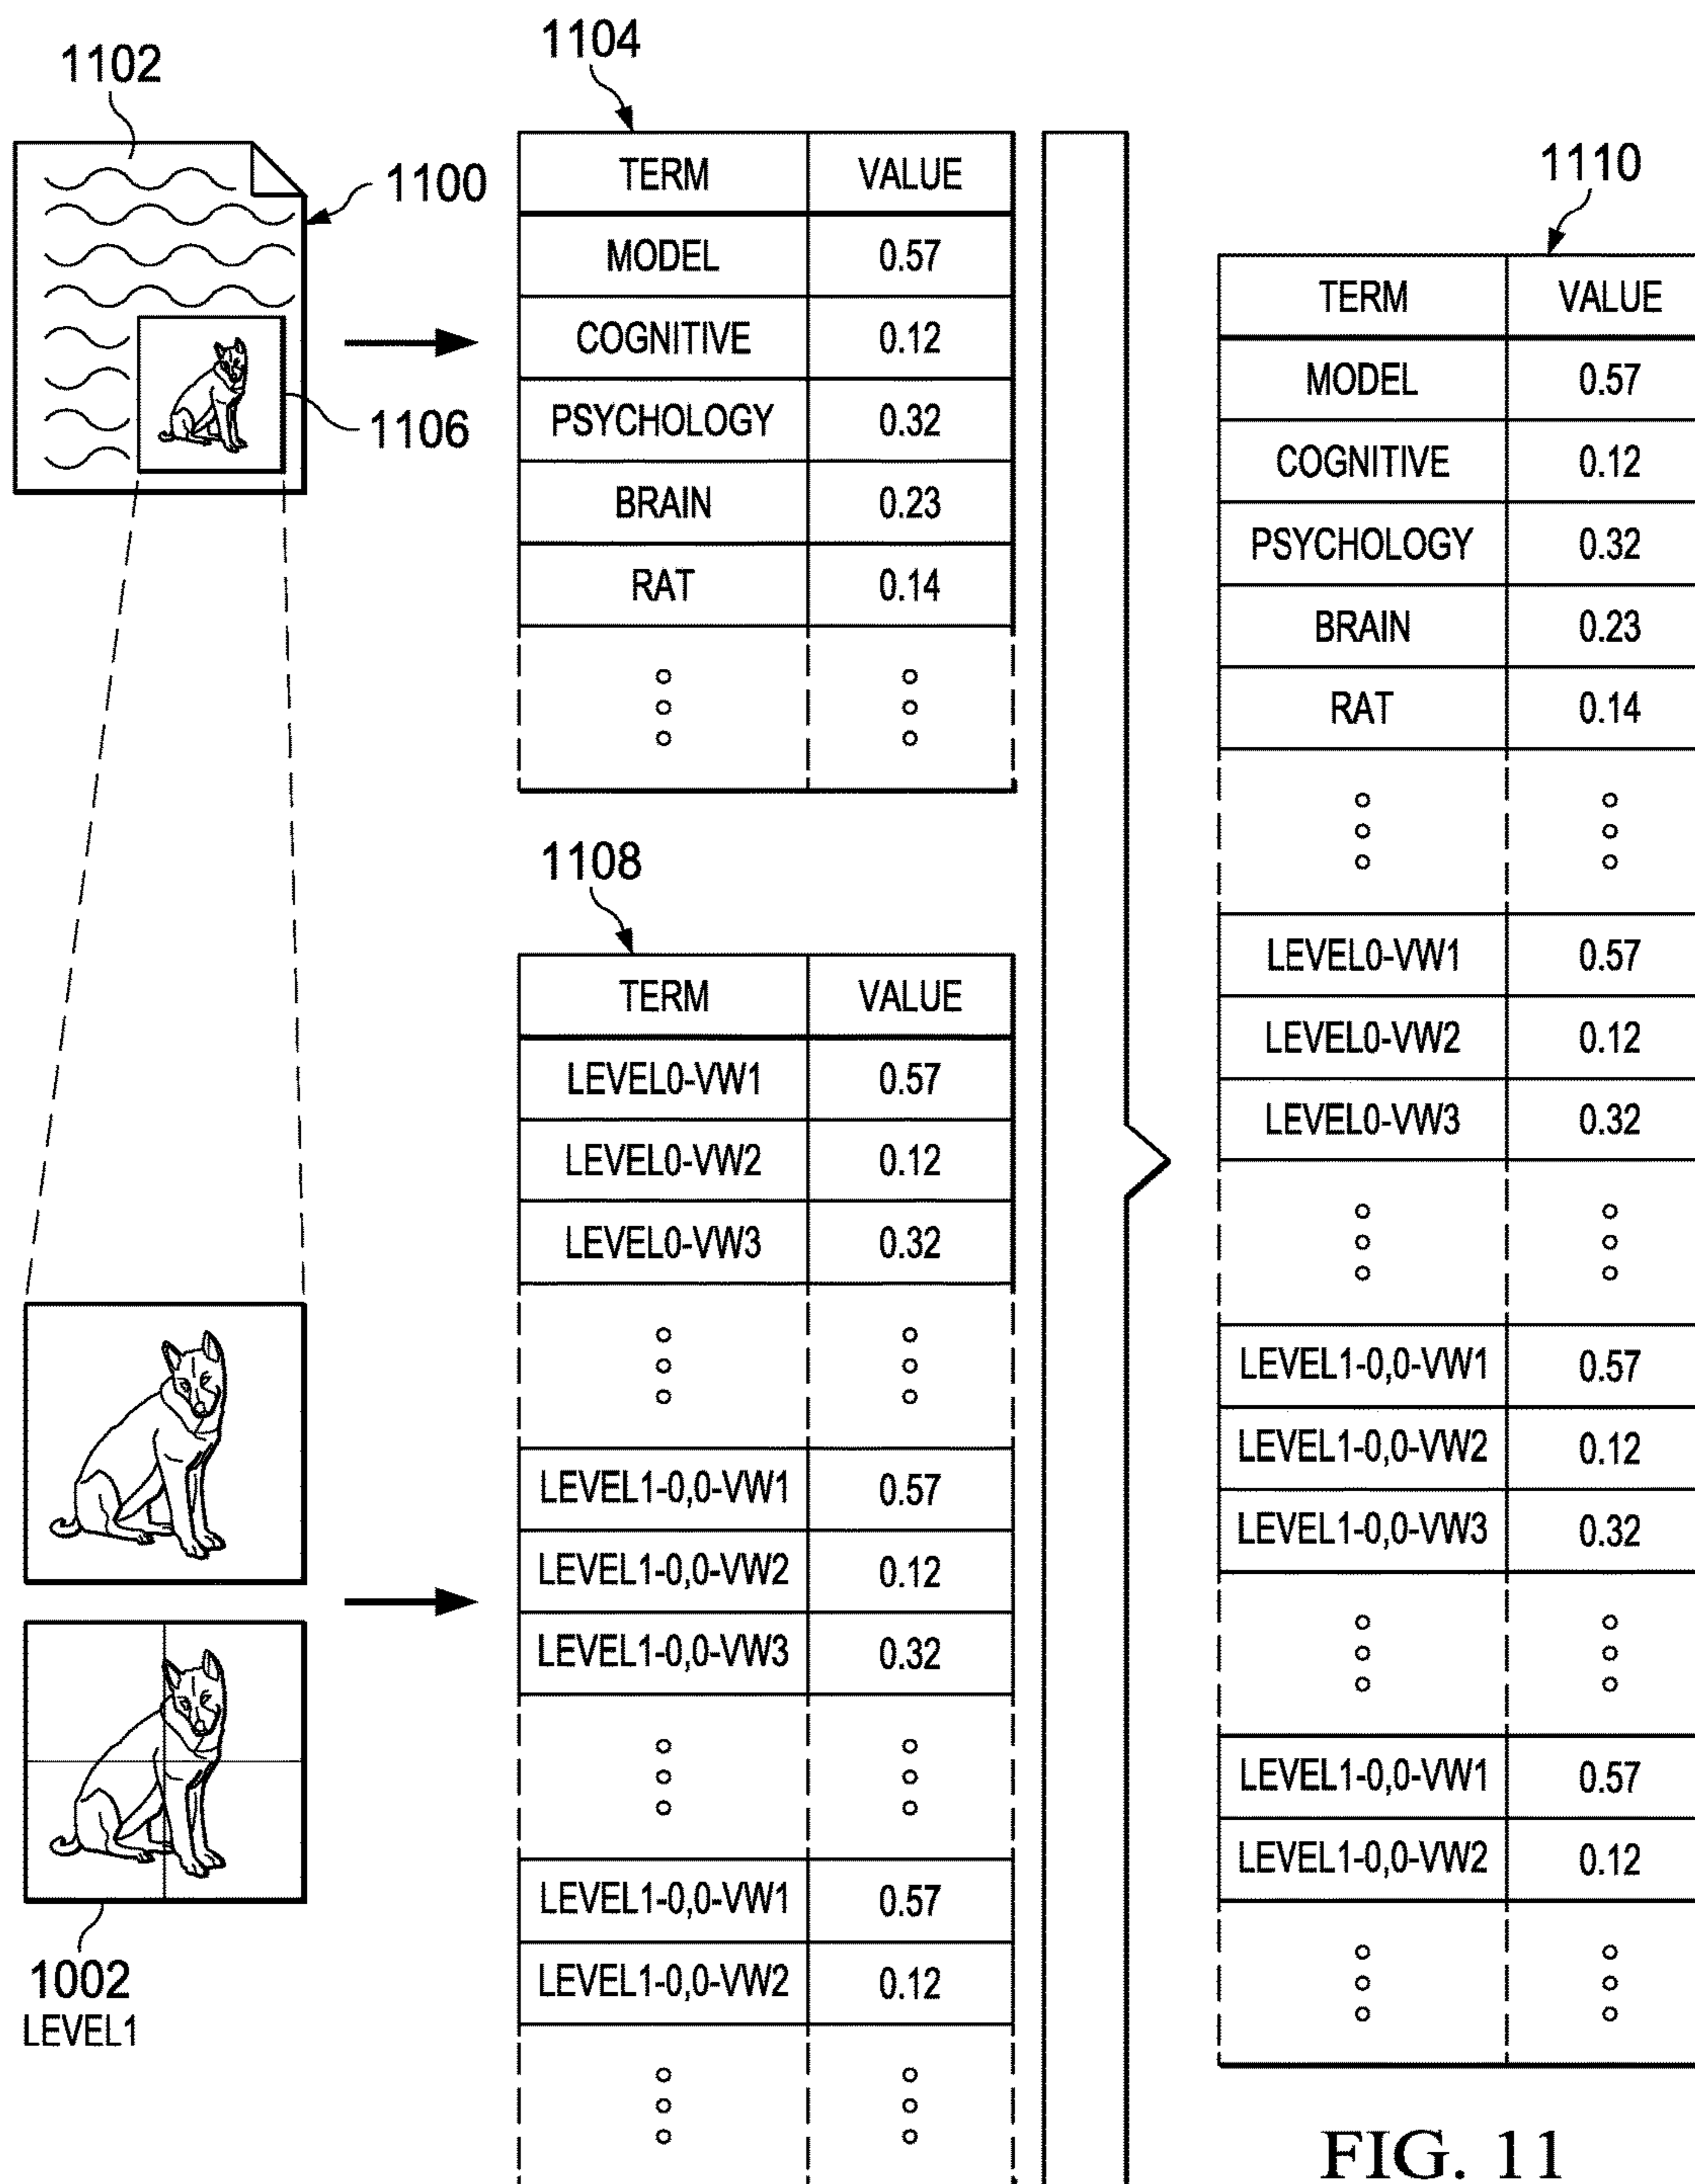 1102
1100
1106
1104
TERM VALUE
MODEL 0.57
COGNITIVE 0.12
PSYCHOLOGY 0.32
BRAIN 0.23
RAT 0.14
1108
TERM VALUE
LEVEL0-VW1 0.57
LEVEL0-VW2 0.12
LEVEL0-VW3 0.32
LEVEL1-0,0-VW1 0.57
LEVEL1-0,0-VW2 0.12
LEVEL1-0,0-VW3 0.32
LEVEL1-0,0-VW1 0.57
LEVEL1-0,0-VW2 0.12
1002
LEVEL1
1110
TERM VALUE
MODEL 0.57
COGNITIVE 0.12
PSYCHOLOGY 0.32
BRAIN 0.23
RAT 0.14
LEVEL0-VW1 0.57
LEVEL0-VW2 0.12
LEVEL0-VW3 0.32
LEVEL1-0,0-VW1 0.57
LEVEL1-0,0-VW2 0.12
LEVEL1-0,0-VW3 0.32
LEVEL1-0,0-VW1 0.57
LEVEL1-0,0-VW2 0.12
FIG. 11